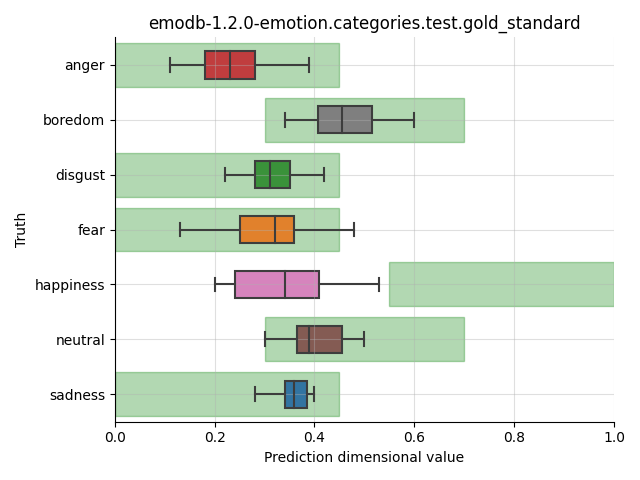 emodb-1.2.0-emotion.categories.test.gold_standard
anger
boredom
disgust
fear
happiness
neutral
sadness
Truth
0.0 0.2 0.4 0.6 0.8 1.0
Prediction dimensional value